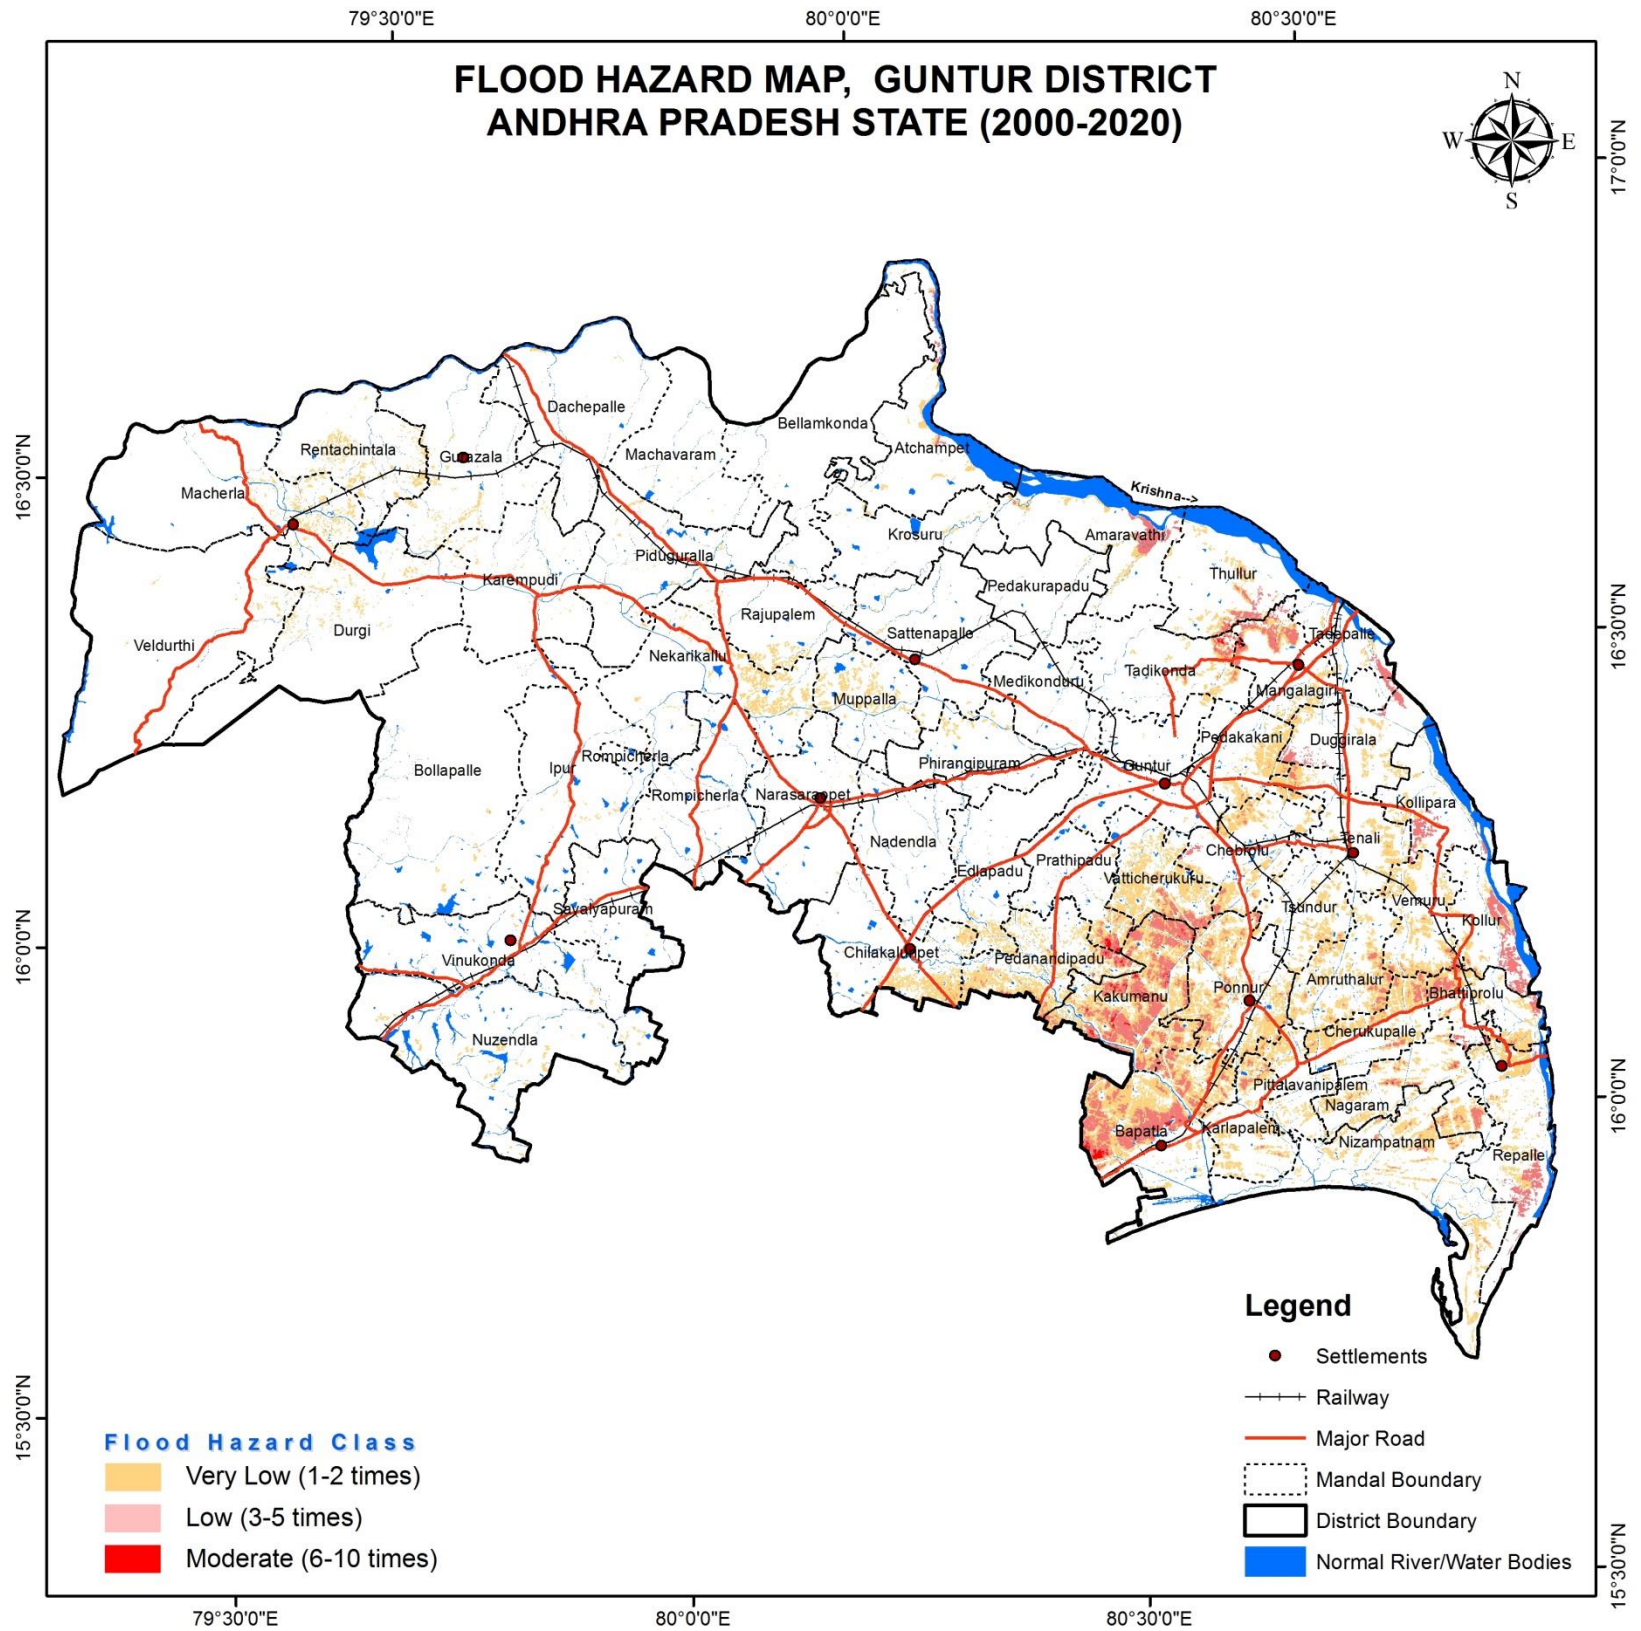 79°30'0"E
80°0'0"E
80°30'0"E
FLOOD HAZARD MAP, GUNTUR DISTRICT
ANDHRA PRADESH STATE (2000-2020)
N
W
E
S
17°0'0"N
16°30'0"N
16°30'0"N
16°0'0"N
16°0'0"N
15°30'0"N
15°30'0"N
Dachepalle
Bellamkonda
Rentachintala
Gurazala
Machavaram
Atchampet
Macherla
Krishna-->
Krosuru
Amaravathi
Piduguralla
Karempudi
Pedakurapadu
Thullur
Rajupalem
Durgi
Sattenapalle
Tadepalle
Veldurthi
Nekarikallu
Tadikonda
Medikonduru
Mangalagiri
Muppalla
Pedakakani
Duggirala
Rompicherla
Bollapalle
Ipur
Phirangipuram
Guntur
Rompicherla
Narasaraopet
Kollipara
Nadendla
Tenali
Chebrolu
Prathipadu
Edlapadu
Vatticherukuru
Savalyapuram
Tsundur
Vemuru
Kollur
Vinukonda
Chilakaluripet
Pedanandipadu
Amruthalur
Ponnur
Kakumanu
Bhattiprolu
Nuzendla
Cherukupalle
Pittalavanipalem
Nagaram
Bapatla
Karlapalem
Nizampatnam
Repalle
Legend
Settlements
Railway
Major Road
Mandal Boundary
District Boundary
Normal River/Water Bodies
Flood Hazard Class
Very Low (1-2 times)
Low (3-5 times)
Moderate (6-10 times)
79°30'0"E
80°0'0"E
80°30'0"E